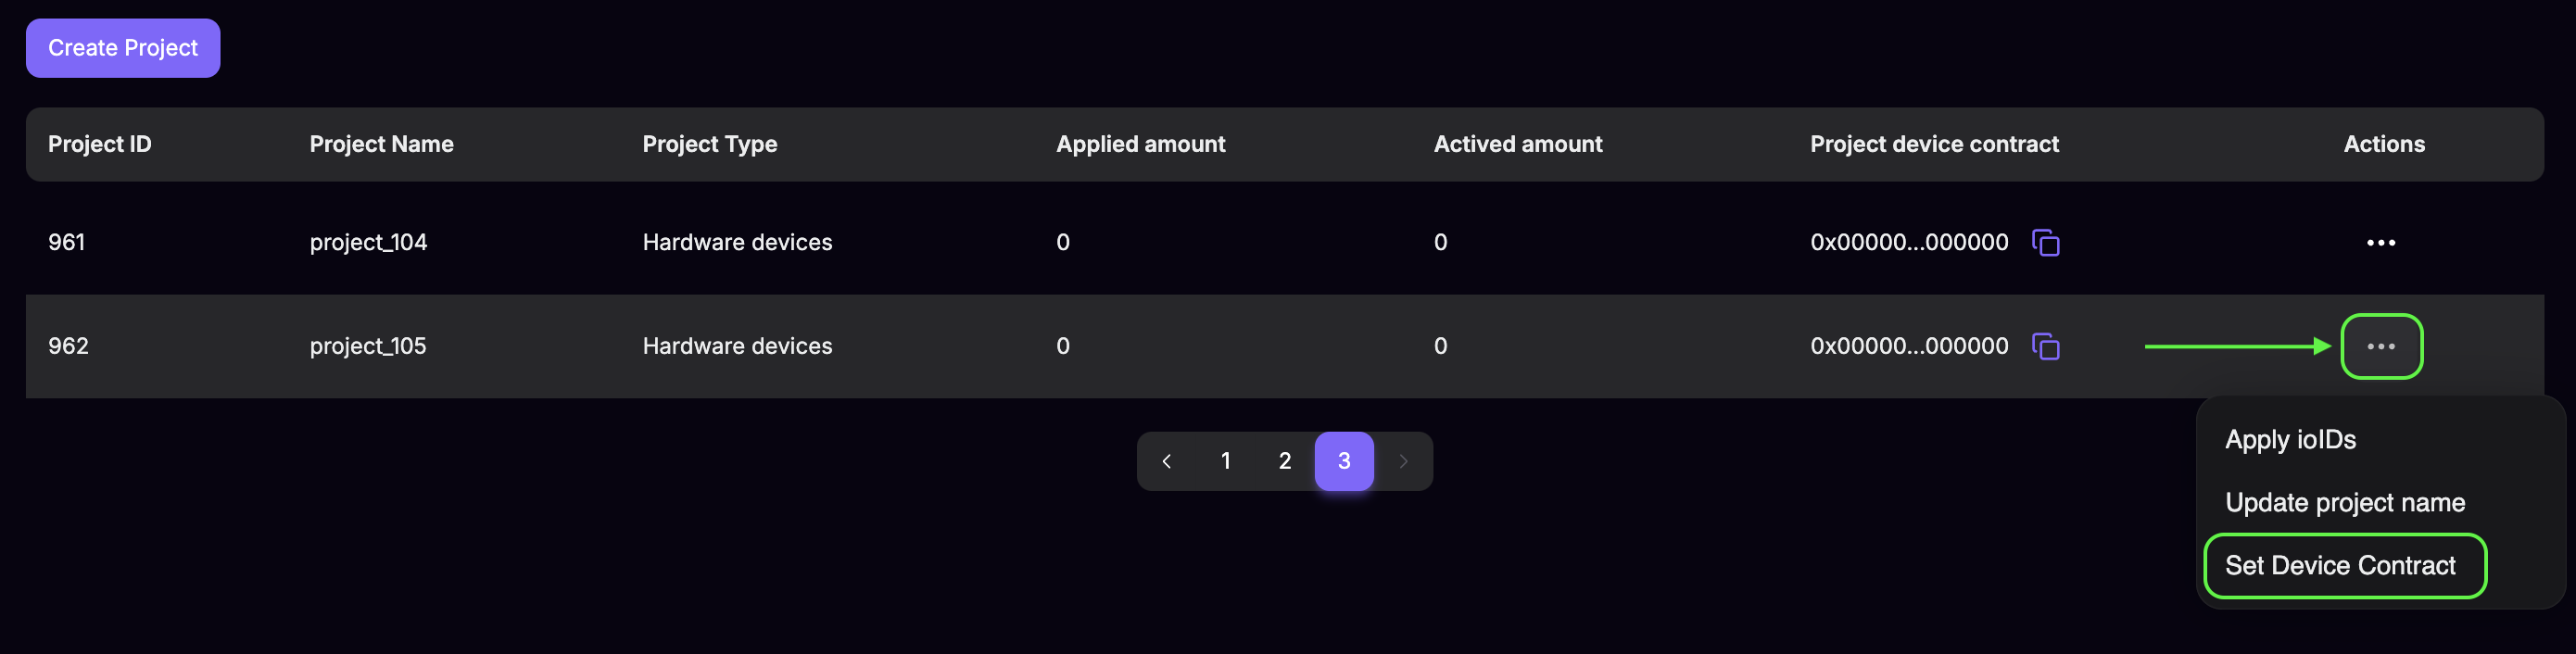 Create Project
Project ID Project Name Project Type Applied amount Actived amount Project device contract Actions
961 project_104 Hardware devices 0 0 0x00000...000000 ...
962 project_105 Hardware devices 0 0 0x00000...000000 ...
< 1 2 3 >
Apply ioIDs
Update project name
Set Device Contract